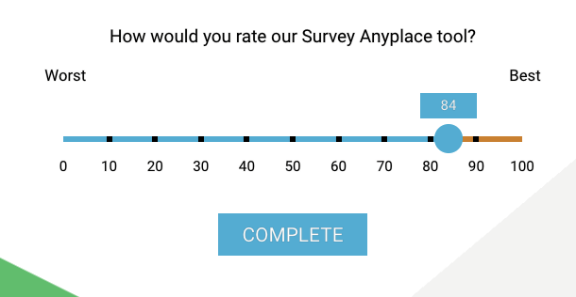 How would you rate our Survey Anyplace tool?
Worst Best
84
0 10 20 30 40 50 60 70 80 90 100
COMPLETE